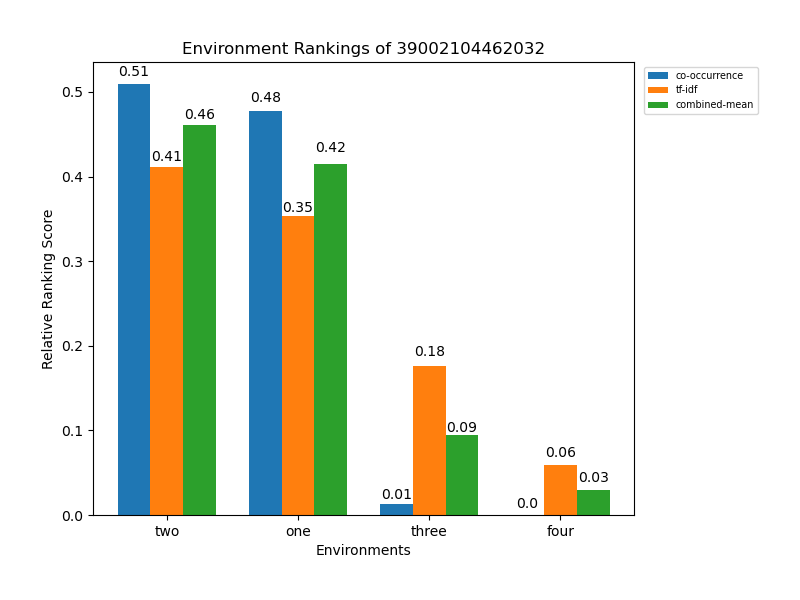 Environment Rankings of 39002104462032
co-occurrence
tf-idf
combined-mean
Relative Ranking Score
0.5
0.4
0.3
0.2
0.1
0.0
0.51
0.41
0.46
0.48
0.35
0.42
0.01
0.18
0.09
0.0
0.06
0.03
two one three four
Environments